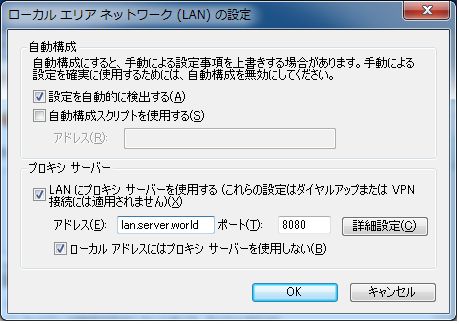 ローカル エリア ネットワーク (LAN) の設定
自動構成
自動構成にすると、手動による設定事項を上書きする場合があります。手動による
設定を確実に使用するためには、自動構成を無効にしてください。
設定を自動的に検出する(A)
自動構成スクリプトを使用する(S)
アドレス(R):
プロキシ サーバー
LAN にプロキシ サーバーを使用する (これらの設定はダイヤルアップまたは VPN
接続には適用されません)(X)
アドレス(E): lan.server.world ポート(T): 8080 詳細設定(C)
ローカル アドレスにはプロキシ サーバーを使用しない(B)
OK キャンセル